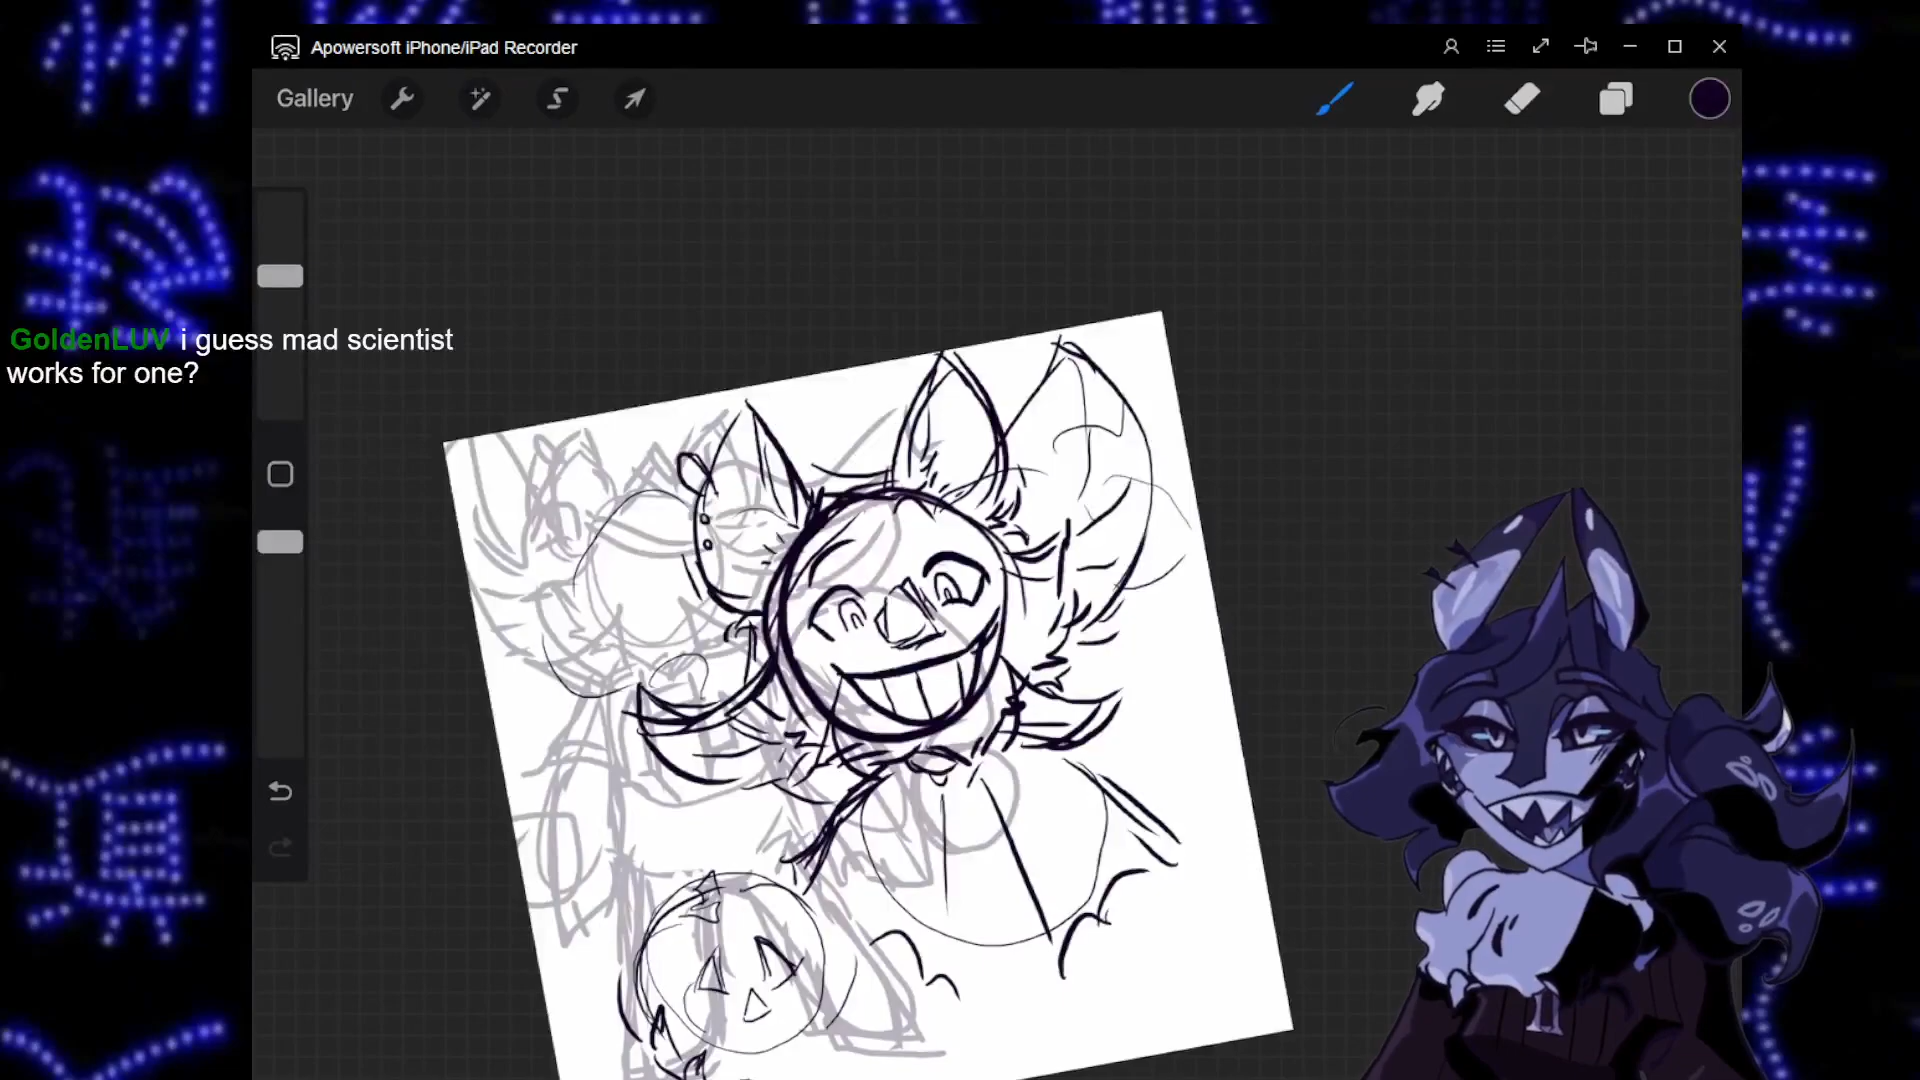 Apowersoft iPhone/iPad Recorder
Gallery
GoldenLUV i guess mad scientist
works for one?